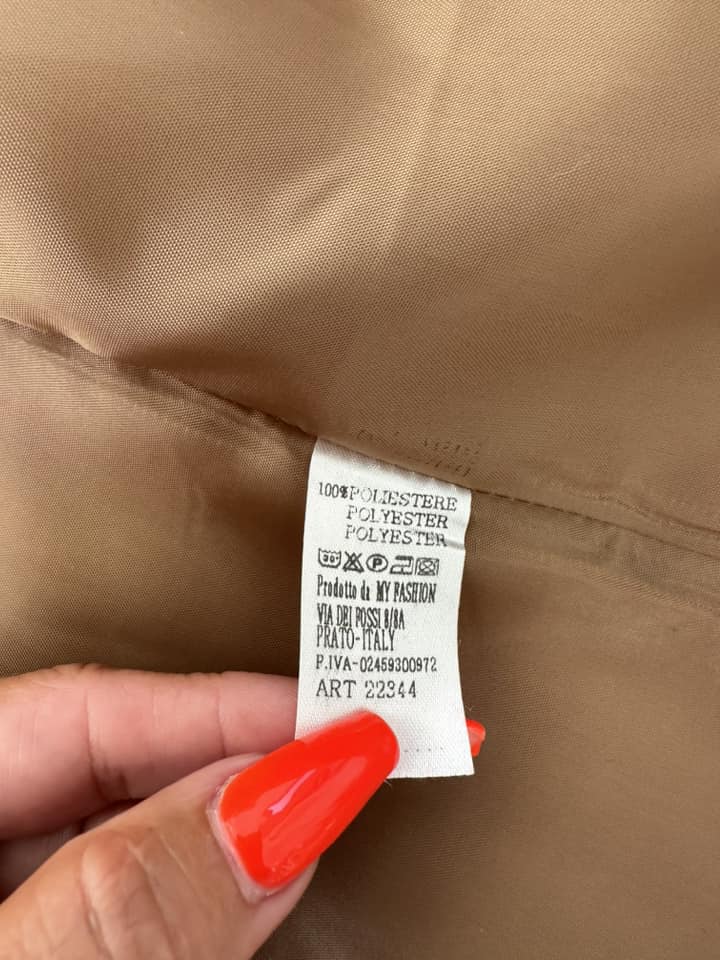 100%POLIESTERE
POLYESTER
POLYESTER
Prodotto da MY FASHION
VIA DEI FOSSI 8/8A
PRATO-ITALY
P.IVA-02459300972
ART 22344